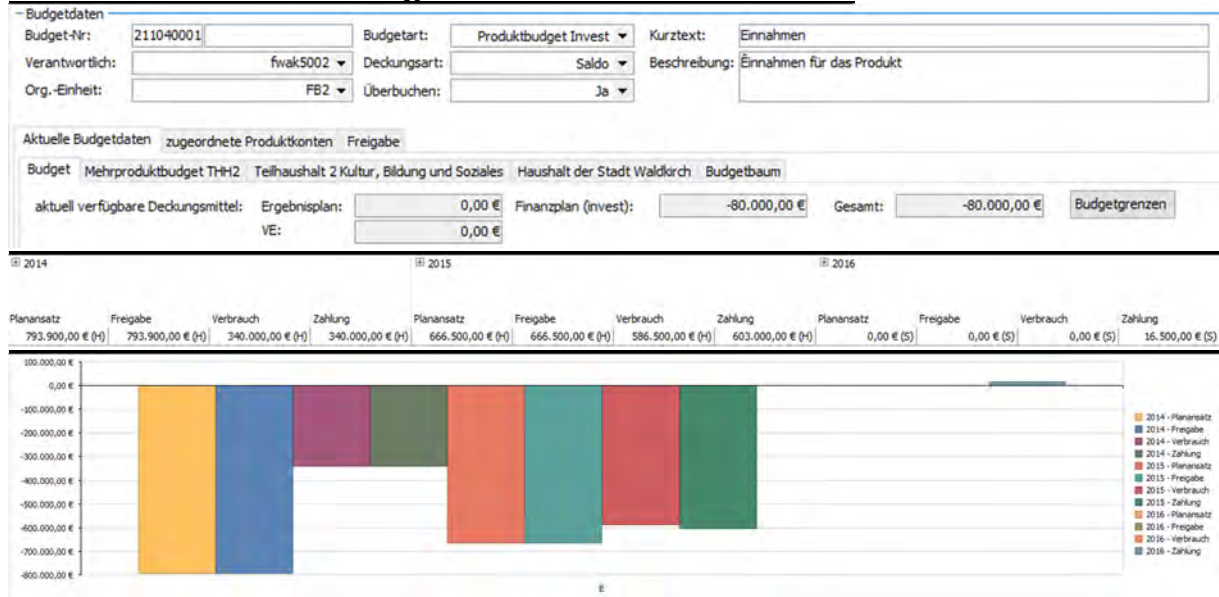 Budgetdaten
Budget-Nr: 211040001 Budgetart: Produktbudget Invest Kurztext: Einnahmen
Verantwortlich: fwak5002 Deckungsart: Saldo Beschreibung: Einnahmen für das Produkt
Org.-Einheit: FB2 Überbuchen: Ja
Aktuelle Budgetdaten zugeordnete Produktkonten Freigabe
Budget Mehrproduktbudget THH2 Teilhaushalt 2 Kultur, Bildung und Soziales Haushalt der Stadt Waldkirch Budgetbaum
aktuell verfügbare Deckungsmittel: Ergebnisplan: 0,00 € Finanzplan (invest): -80.000,00 € Gesamt: -80.000,00 € Budgetgrenzen
VE: 0,00 €
2014 2015 2016
Planansatz Freigabe Verbrauch Zahlung Planansatz Freigabe Verbrauch Zahlung Planansatz Freigabe Verbrauch Zahlung
793.900,00 € (H) 793.900,00 € (H) 340.000,00 € (H) 340.000,00 € (H) 666.500,00 € (H) 666.500,00 € (H) 586.500,00 € (H) 603.000,00 € (H) 0,00 € (S) 0,00 € (S) 0,00 € (S) 16.500,00 € (S)
100.000,00 €
0,00 €
-100.000,00 €
-200.000,00 €
-300.000,00 €
-400.000,00 €
-500.000,00 €
-600.000,00 €
-700.000,00 €
-800.000,00 €
E
2014 - Planansatz
2014 - Freigabe
2014 - Verbrauch
2014 - Zahlung
2015 - Planansatz
2015 - Freigabe
2015 - Verbrauch
2015 - Zahlung
2016 - Planansatz
2016 - Freigabe
2016 - Verbrauch
2016 - Zahlung